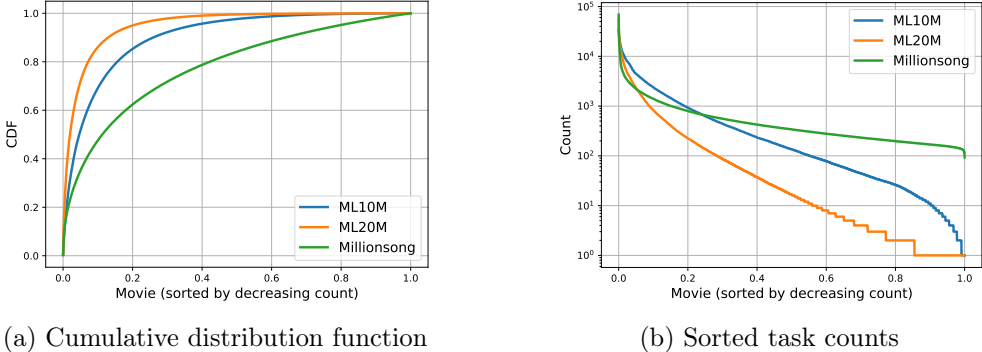 1.0
0.8
0.6
0.4
0.2
0.0
CDF
0.0 0.2 0.4 0.6 0.8 1.0
Movie (sorted by decreasing count)
ML10M
ML20M
Millionsong
(a) Cumulative distribution function
10⁵
10⁴
10³
10²
10¹
10⁰
Count
0.0 0.2 0.4 0.6 0.8 1.0
Movie (sorted by decreasing count)
ML10M
ML20M
Millionsong
(b) Sorted task counts